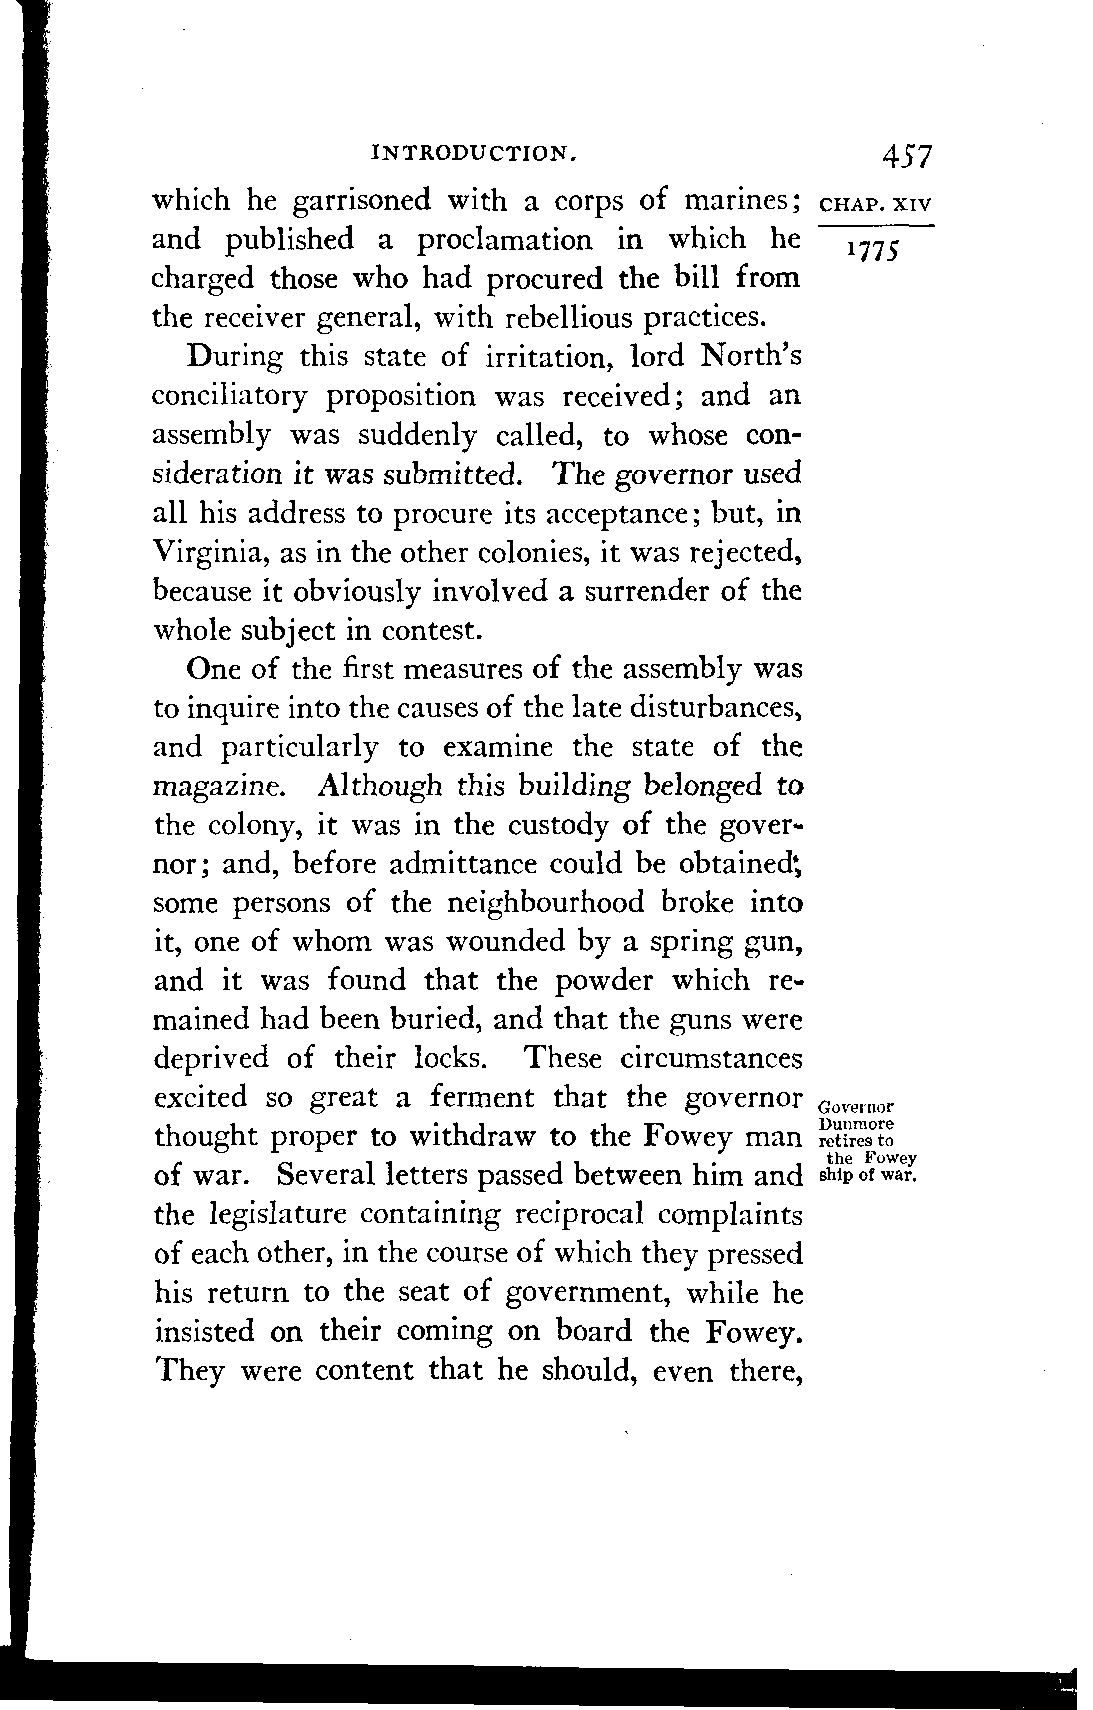 INTRODUCTION. 457
which he garrisoned with a corps of marines; CHAP. XIV
and published a proclamation in which he 1775
charged those who had procured the bill from
the receiver general, with rebellious practices.
During this state of irritation, lord North's
conciliatory proposition was received; and an
assembly was suddenly called, to whose con-
sideration it was submitted. The governor used
all his address to procure its acceptance; but, in
Virginia, as in the other colonies, it was rejected,
because it obviously involved a surrender of the
whole subject in contest.
One of the first measures of the assembly was
to inquire into the causes of the late disturbances,
and particularly to examine the state of the
magazine. Although this building belonged to
the colony, it was in the custody of the gover-
nor; and, before admittance could be obtained,
some persons of the neighbourhood broke into
it, one of whom was wounded by a spring gun,
and it was found that the powder which re-
mained had been buried, and that the guns were
deprived of their locks. These circumstances
excited so great a ferment that the governor
thought proper to withdraw to the Fowey man
of war. Several letters passed between him and
the legislature containing reciprocal complaints
of each other, in the course of which they pressed
his return to the seat of government, while he
insisted on their coming on board the Fowey.
They were content that he should, even there,
Governor
Dunmore
retires to
the Fowey
ship of war.